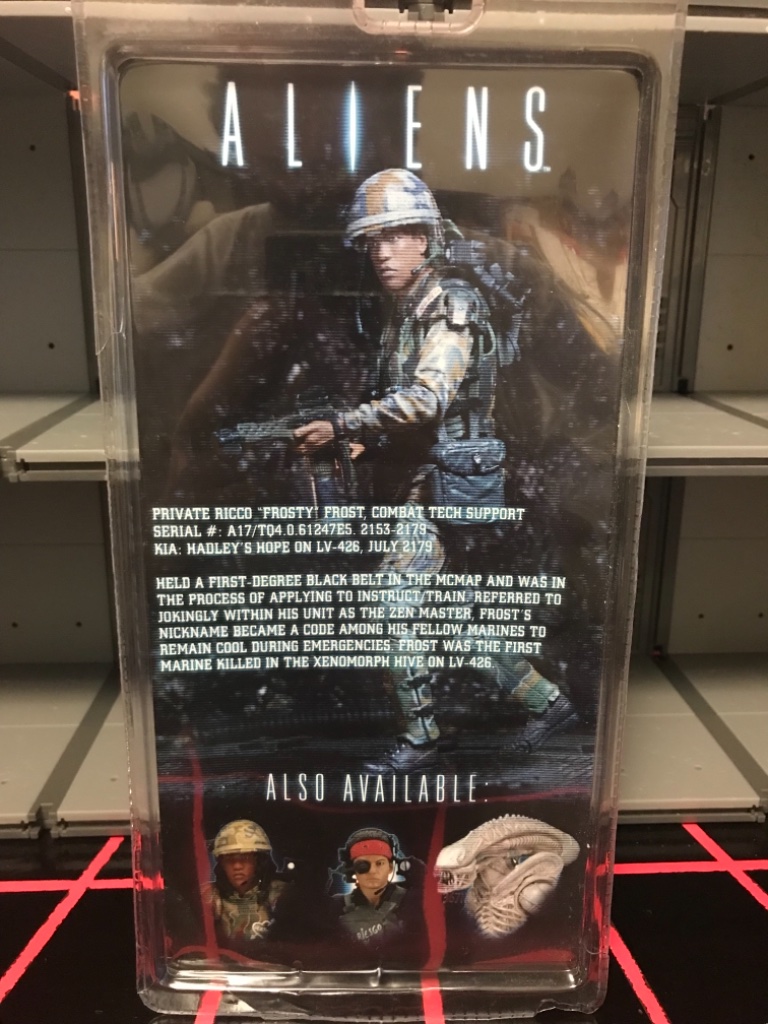 ALIENS™
PRIVATE RICCO "FROSTY" FROST, COMBAT TECH SUPPORT
SERIAL #: A17/TQ4.0.61247E5. 2153-2179
KIA: HADLEY'S HOPE ON LV-426, JULY 2179
HELD A FIRST-DEGREE BLACK BELT IN THE MCMAP AND WAS IN
THE PROCESS OF APPLYING TO INSTRUCT/TRAIN. REFERRED TO
JOKINGLY WITHIN HIS UNIT AS THE ZEN MASTER, FROST'S
NICKNAME BECAME A CODE AMONG HIS FELLOW MARINES TO
REMAIN COOL DURING EMERGENCIES. FROST WAS THE FIRST
MARINE KILLED IN THE XENOMORPH HIVE ON LV-426.
ALSO AVAILABLE: